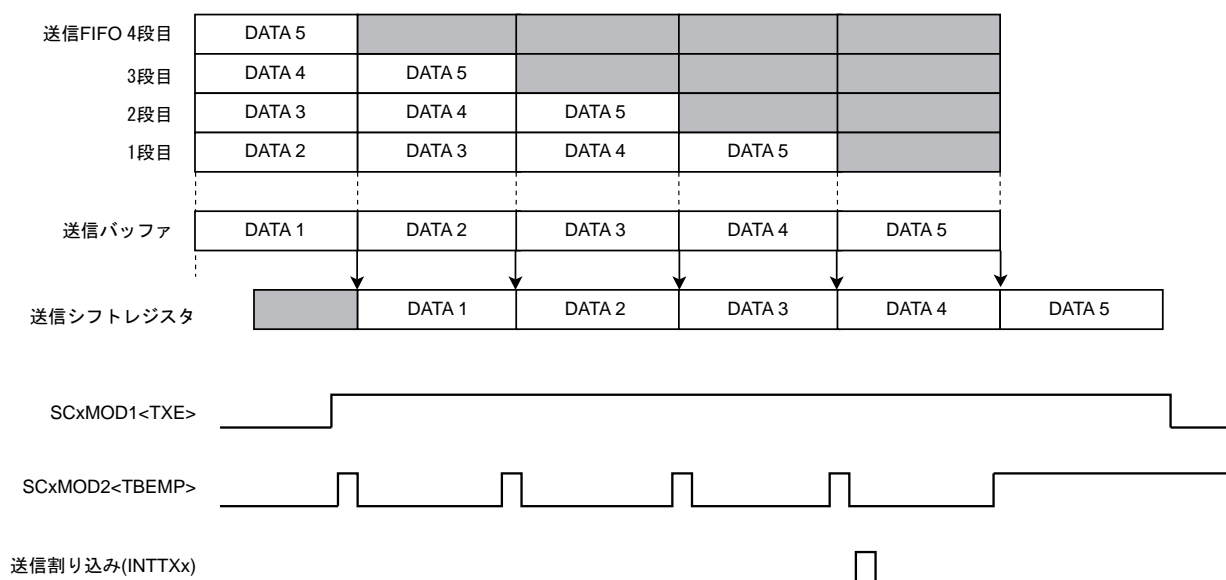 送信FIFO 4段目 DATA 5
3段目 DATA 4 DATA 5
2段目 DATA 3 DATA 4 DATA 5
1段目 DATA 2 DATA 3 DATA 4 DATA 5
送信バッファ DATA 1 DATA 2 DATA 3 DATA 4 DATA 5
送信シフトレジスタ DATA 1 DATA 2 DATA 3 DATA 4 DATA 5
SCxMOD1<TXE>
SCxMOD2<TBEMP>
送信割り込み(INTTXx)